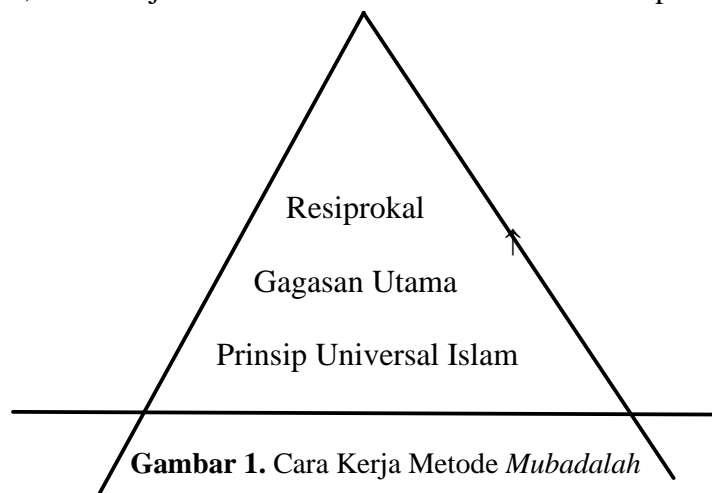 Resiprokal
↑
Gagasan Utama
Prinsip Universal Islam
Gambar 1. Cara Kerja Metode Mubadalah